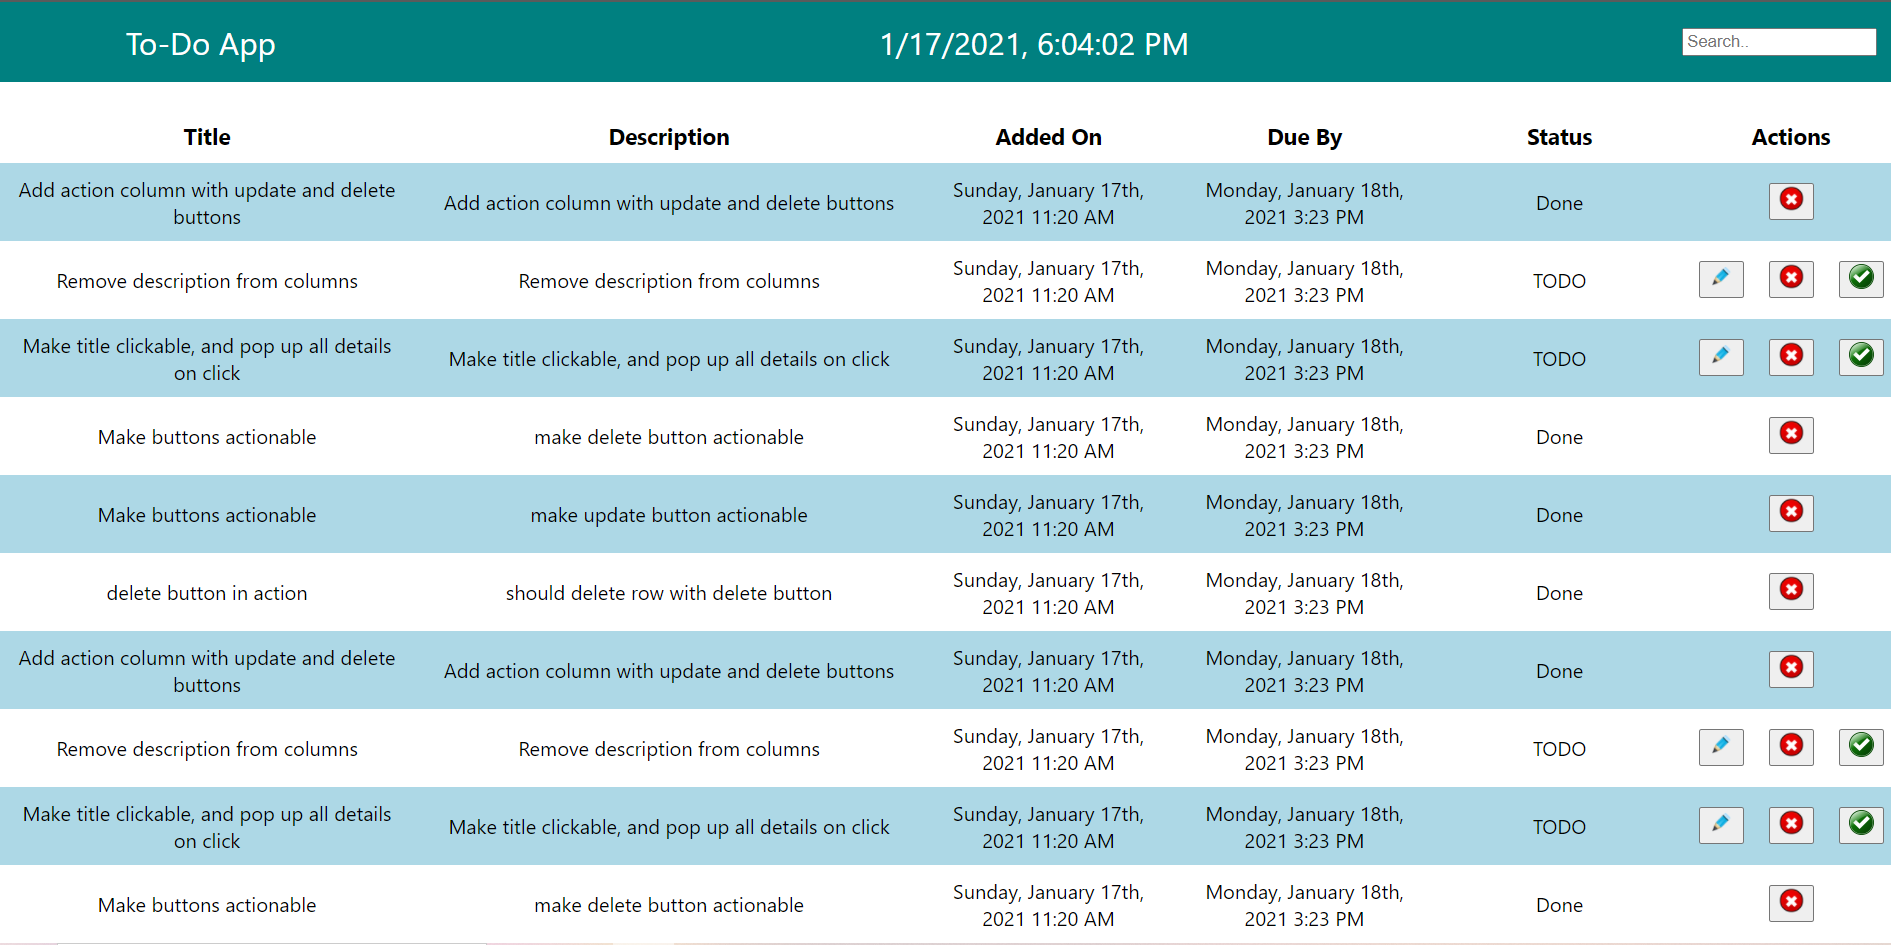 To-Do App 1/17/2021, 6:04:02 PM Search..
Title Description Added On Due By Status Actions
Add action column with update and delete Sunday, January 17th, Monday, January 18th,
buttons Add action column with update and delete buttons 2021 11:20 AM 2021 3:23 PM Done
Sunday, January 17th, Monday, January 18th,
Remove description from columns Remove description from columns 2021 11:20 AM 2021 3:23 PM TODO
Make title clickable, and pop up all details Sunday, January 17th, Monday, January 18th,
on click Make title clickable, and pop up all details on click 2021 11:20 AM 2021 3:23 PM TODO
Sunday, January 17th, Monday, January 18th,
Make buttons actionable make delete button actionable 2021 11:20 AM 2021 3:23 PM Done
Sunday, January 17th, Monday, January 18th,
Make buttons actionable make update button actionable 2021 11:20 AM 2021 3:23 PM Done
Sunday, January 17th, Monday, January 18th,
delete button in action should delete row with delete button 2021 11:20 AM 2021 3:23 PM Done
Add action column with update and delete Sunday, January 17th, Monday, January 18th,
buttons Add action column with update and delete buttons 2021 11:20 AM 2021 3:23 PM Done
Sunday, January 17th, Monday, January 18th,
Remove description from columns Remove description from columns 2021 11:20 AM 2021 3:23 PM TODO
Make title clickable, and pop up all details Sunday, January 17th, Monday, January 18th,
on click Make title clickable, and pop up all details on click 2021 11:20 AM 2021 3:23 PM TODO
Sunday, January 17th, Monday, January 18th,
Make buttons actionable make delete button actionable 2021 11:20 AM 2021 3:23 PM Done